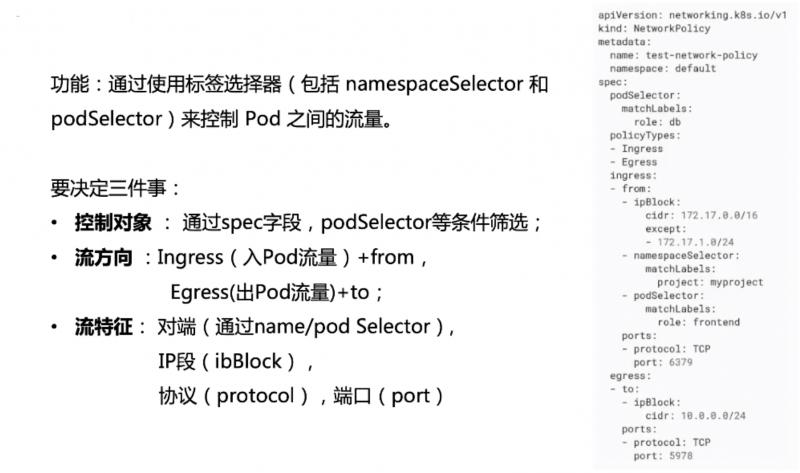 功能：通过使用标签选择器（包括 namespaceSelector 和
podSelector）来控制 Pod 之间的流量。
要决定三件事：
• 控制对象 ： 通过spec字段，podSelector等条件筛选；
• 流方向 ：Ingress（入Pod流量）+from，
Egress(出Pod流量)+to；
• 流特征： 对端（通过name/pod Selector），
IP段（ibBlock），
协议（protocol），端口（port）
apiVersion: networking.k8s.io/v1
kind: NetworkPolicy
metadata:
  name: test-network-policy
  namespace: default
spec:
  podSelector:
    matchLabels:
      role: db
  policyTypes:
  - Ingress
  - Egress
  ingress:
  - from:
    - ipBlock:
        cidr: 172.17.0.0/16
        except:
        - 172.17.1.0/24
    - namespaceSelector:
        matchLabels:
          project: myproject
    - podSelector:
        matchLabels:
          role: frontend
    ports:
    - protocol: TCP
      port: 6379
  egress:
  - to:
    - ipBlock:
        cidr: 10.0.0.0/24
    ports:
    - protocol: TCP
      port: 5978